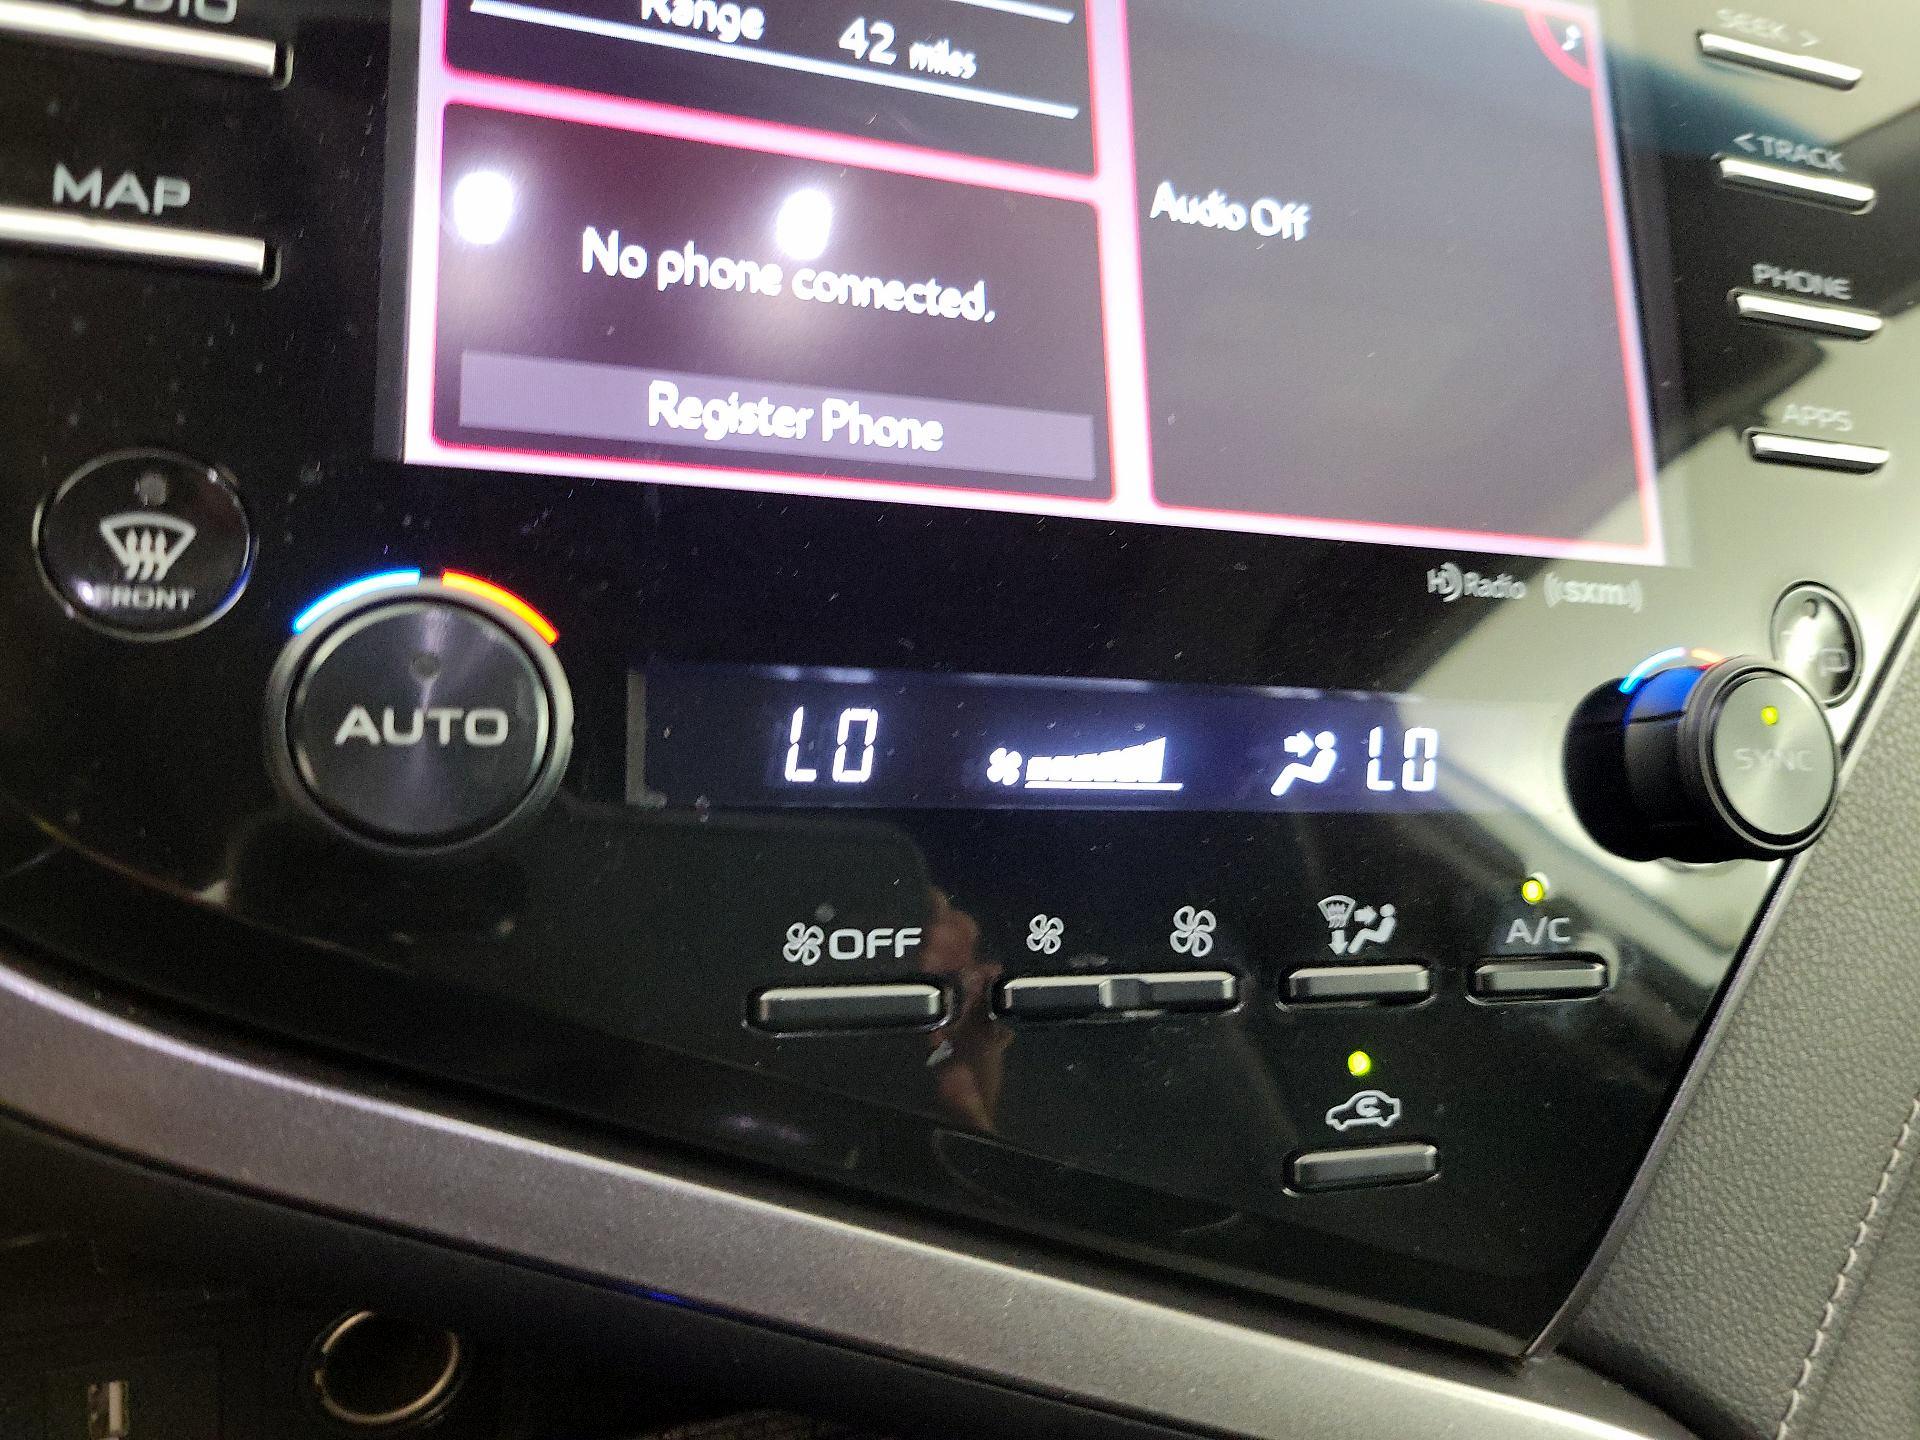 AUDIO
Range 42 miles
SEEK >
MAP
< TRACK
Audio Off
No phone connected.
PHONE
Register Phone
APPS
FRONT
HD Radio ((sxm))
AUTO
LO LO
SYNC
OFF
A/C